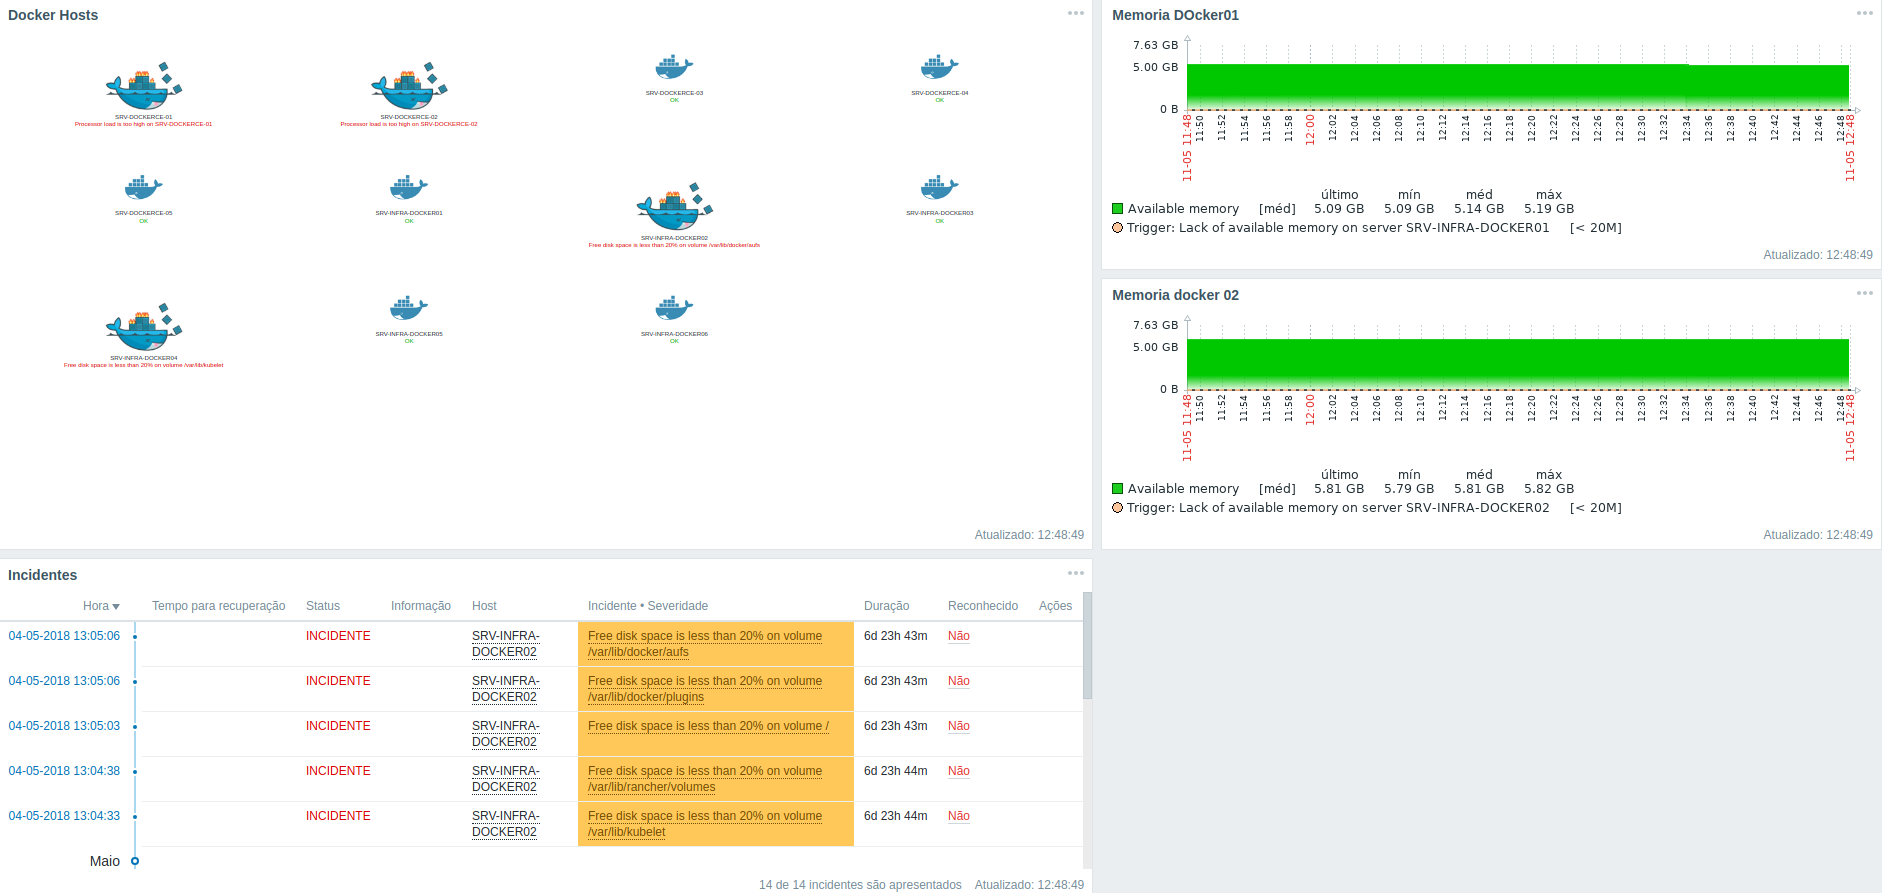 Docker Hosts
SRV-DOCKERCE-01
Processor load is too high on SRV-DOCKERCE-01
SRV-DOCKERCE-02
Processor load is too high on SRV-DOCKERCE-02
SRV-DOCKERCE-03
OK
SRV-DOCKERCE-04
OK
SRV-DOCKERCE-05
OK
SRV-INFRA-DOCKER01
OK
SRV-INFRA-DOCKER02
Free disk space is less than 20% on volume /var/lib/docker/aufs
SRV-INFRA-DOCKER03
OK
SRV-INFRA-DOCKER04
Free disk space is less than 20% on volume /var/lib/kubelet
SRV-INFRA-DOCKER05
OK
SRV-INFRA-DOCKER06
OK
Atualizado: 12:48:49
Memoria DOcker01
7.63 GB
5.00 GB
0 B
11-05 11:48 11:50 11:52 11:54 11:56 11:58 12:00 12:02 12:04 12:06 12:08 12:10 12:12 12:14 12:16 12:18 12:20 12:22 12:24 12:26 12:28 12:30 12:32 12:34 12:36 12:38 12:40 12:42 12:44 12:46 12:48 11-05 12:48
último mín méd máx
Available memory [méd] 5.09 GB 5.09 GB 5.14 GB 5.19 GB
Trigger: Lack of available memory on server SRV-INFRA-DOCKER01 [< 20M]
Atualizado: 12:48:49
Memoria docker 02
7.63 GB
5.00 GB
0 B
11-05 11:48 11:50 11:52 11:54 11:56 11:58 12:00 12:02 12:04 12:06 12:08 12:10 12:12 12:14 12:16 12:18 12:20 12:22 12:24 12:26 12:28 12:30 12:32 12:34 12:36 12:38 12:40 12:42 12:44 12:46 12:48 11-05 12:48
último mín méd máx
Available memory [méd] 5.81 GB 5.79 GB 5.81 GB 5.82 GB
Trigger: Lack of available memory on server SRV-INFRA-DOCKER02 [< 20M]
Atualizado: 12:48:49
Incidentes
Hora Tempo para recuperação Status Informação Host Incidente • Severidade Duração Reconhecido Ações
04-05-2018 13:05:06 INCIDENTE SRV-INFRA- Free disk space is less than 20% on volume 6d 23h 43m Não
DOCKER02 /var/lib/docker/aufs
04-05-2018 13:05:06 INCIDENTE SRV-INFRA- Free disk space is less than 20% on volume 6d 23h 43m Não
DOCKER02 /var/lib/docker/plugins
04-05-2018 13:05:03 INCIDENTE SRV-INFRA- Free disk space is less than 20% on volume / 6d 23h 43m Não
DOCKER02
04-05-2018 13:04:38 INCIDENTE SRV-INFRA- Free disk space is less than 20% on volume 6d 23h 44m Não
DOCKER02 /var/lib/rancher/volumes
04-05-2018 13:04:33 INCIDENTE SRV-INFRA- Free disk space is less than 20% on volume 6d 23h 44m Não
DOCKER02 /var/lib/kubelet
Maio
14 de 14 incidentes são apresentados Atualizado: 12:48:49